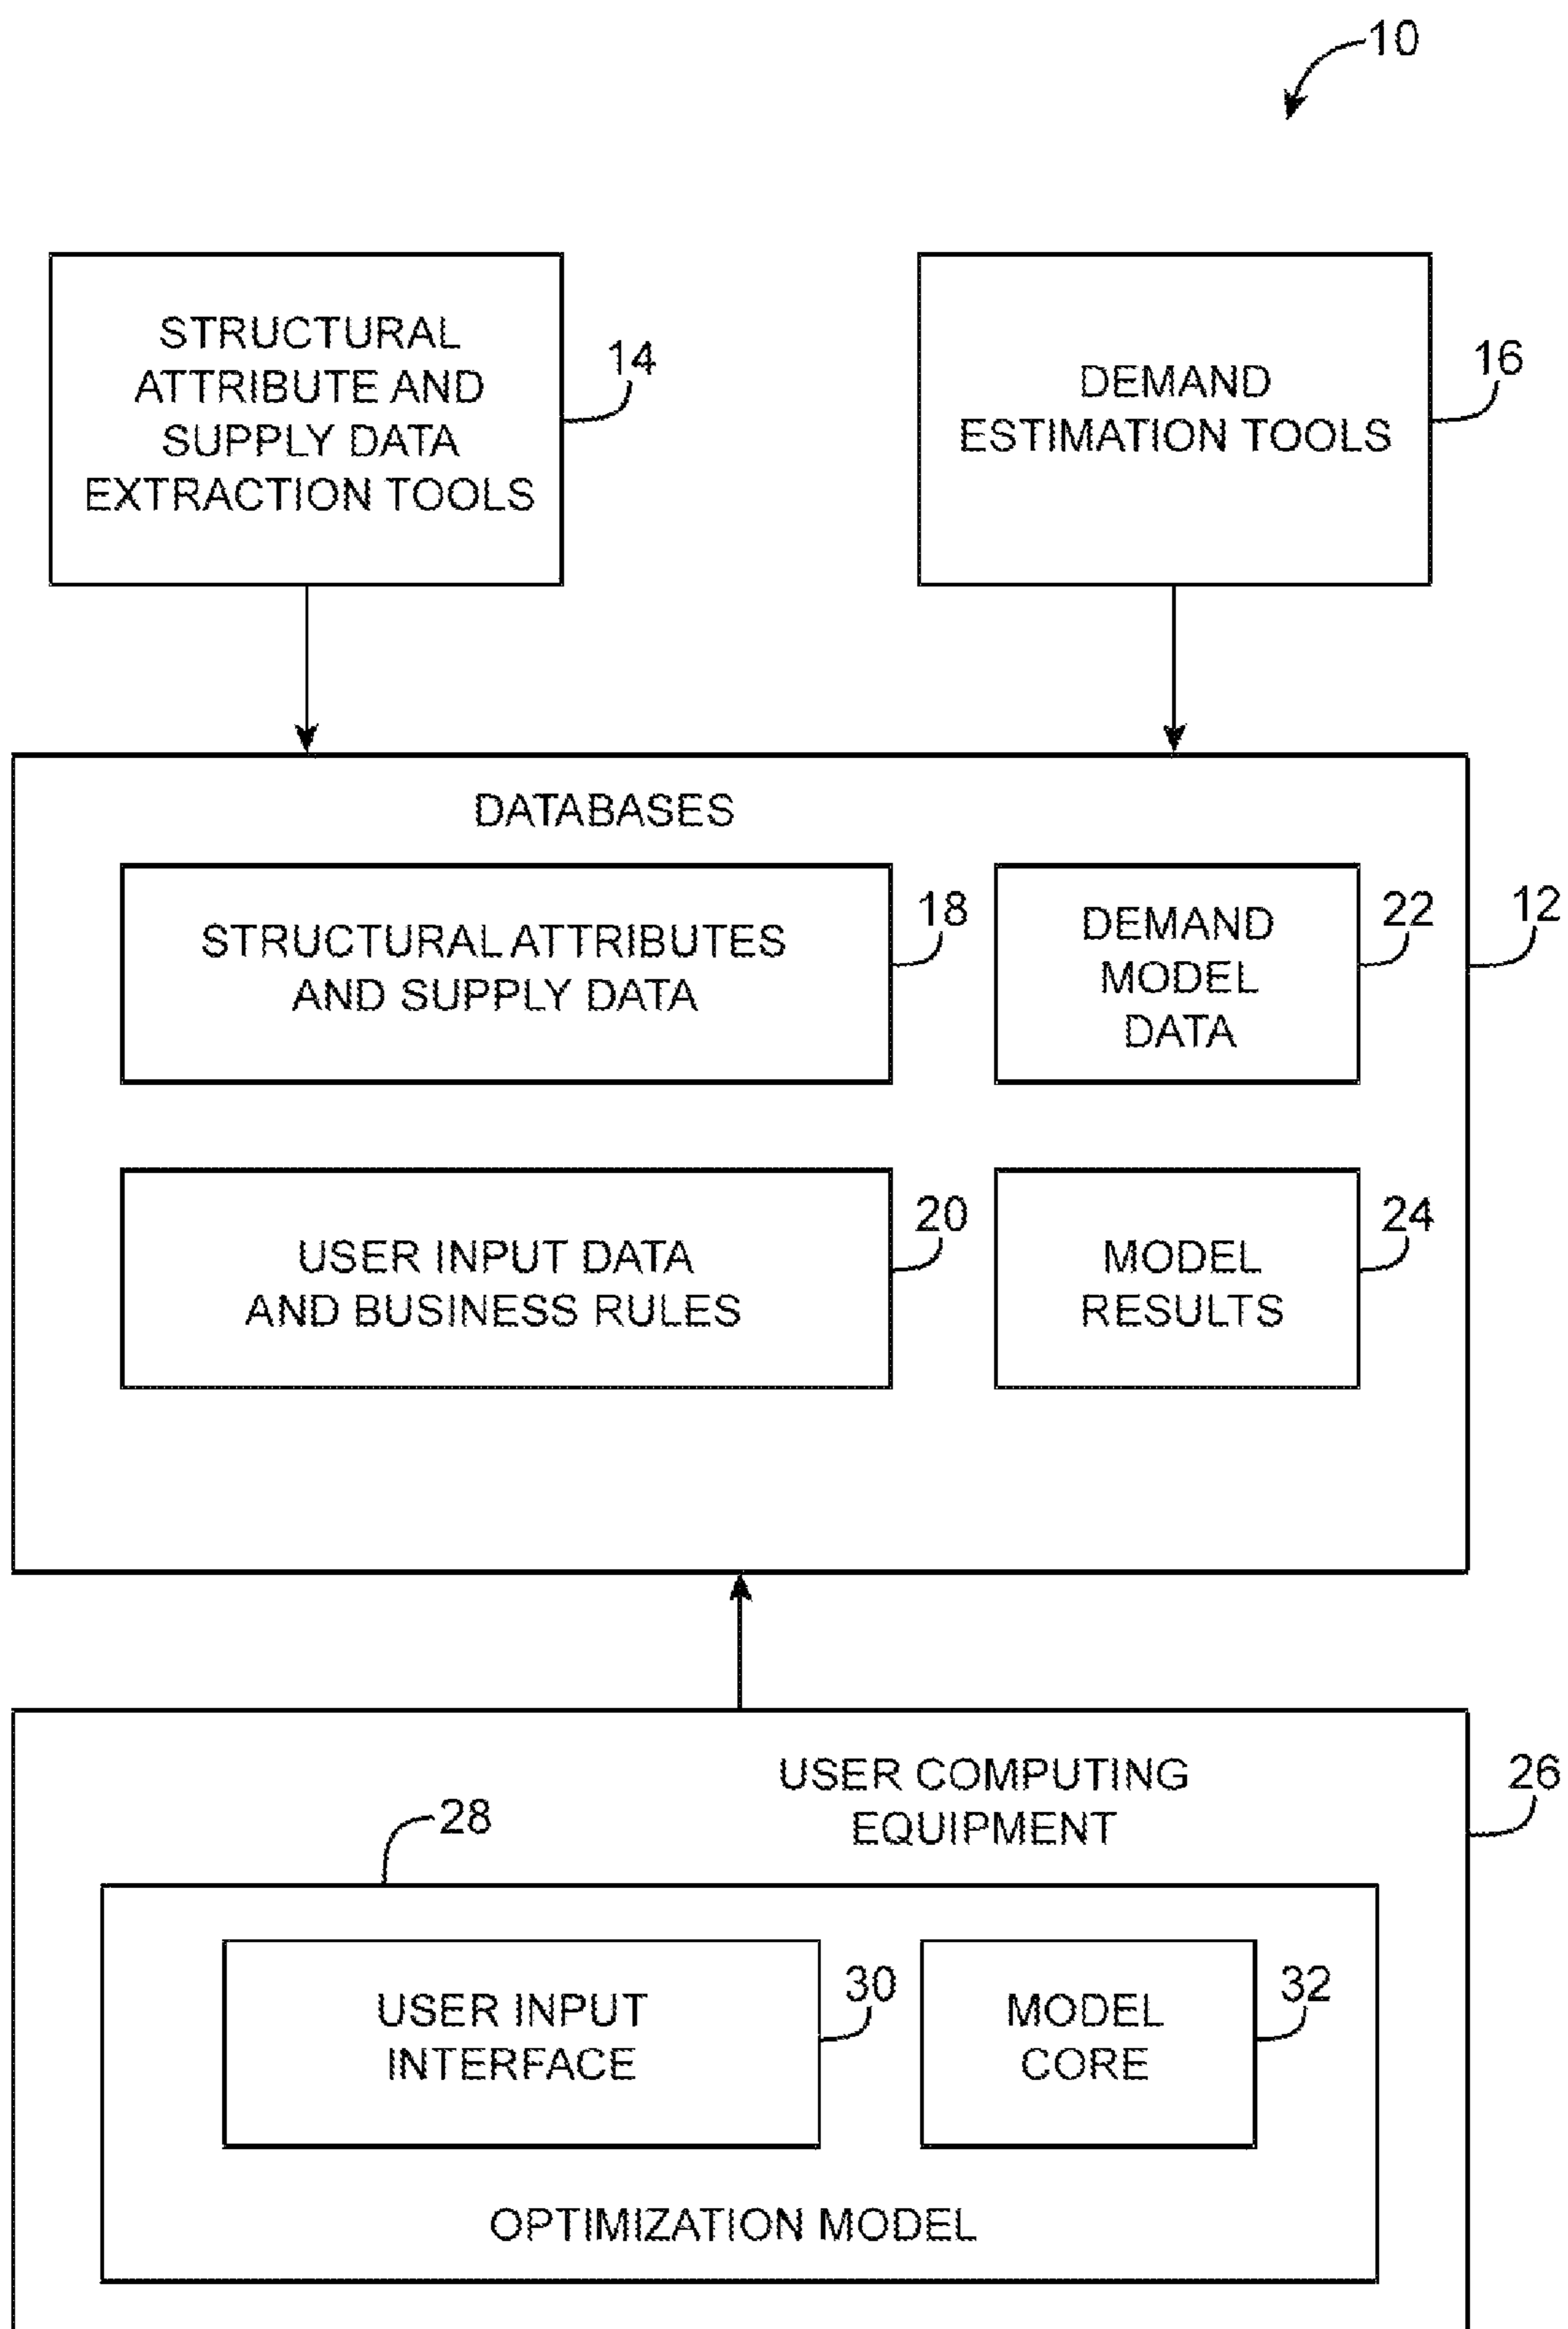 10
STRUCTURAL
ATTRIBUTE AND
SUPPLY DATA
EXTRACTION TOOLS
14
DEMAND
ESTIMATION TOOLS
16
DATABASES
STRUCTURAL ATTRIBUTES
AND SUPPLY DATA
18
DEMAND
MODEL
DATA
22
12
USER INPUT DATA
AND BUSINESS RULES
20
MODEL
RESULTS
24
USER COMPUTING
EQUIPMENT
26
28
USER INPUT
INTERFACE
30
MODEL
CORE
32
OPTIMIZATION MODEL